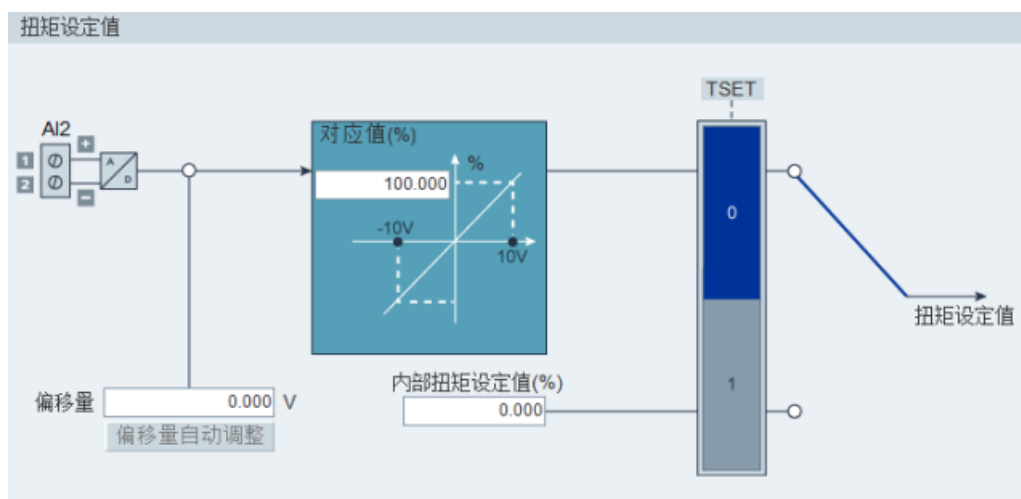 扭矩设定值
TSET
AI2
+
1
2
−
A
D
对应值(%)
100.000
%
-10V
10V
0
扭矩设定值
1
内部扭矩设定值(%)
0.000
偏移量
0.000
V
偏移量自动调整